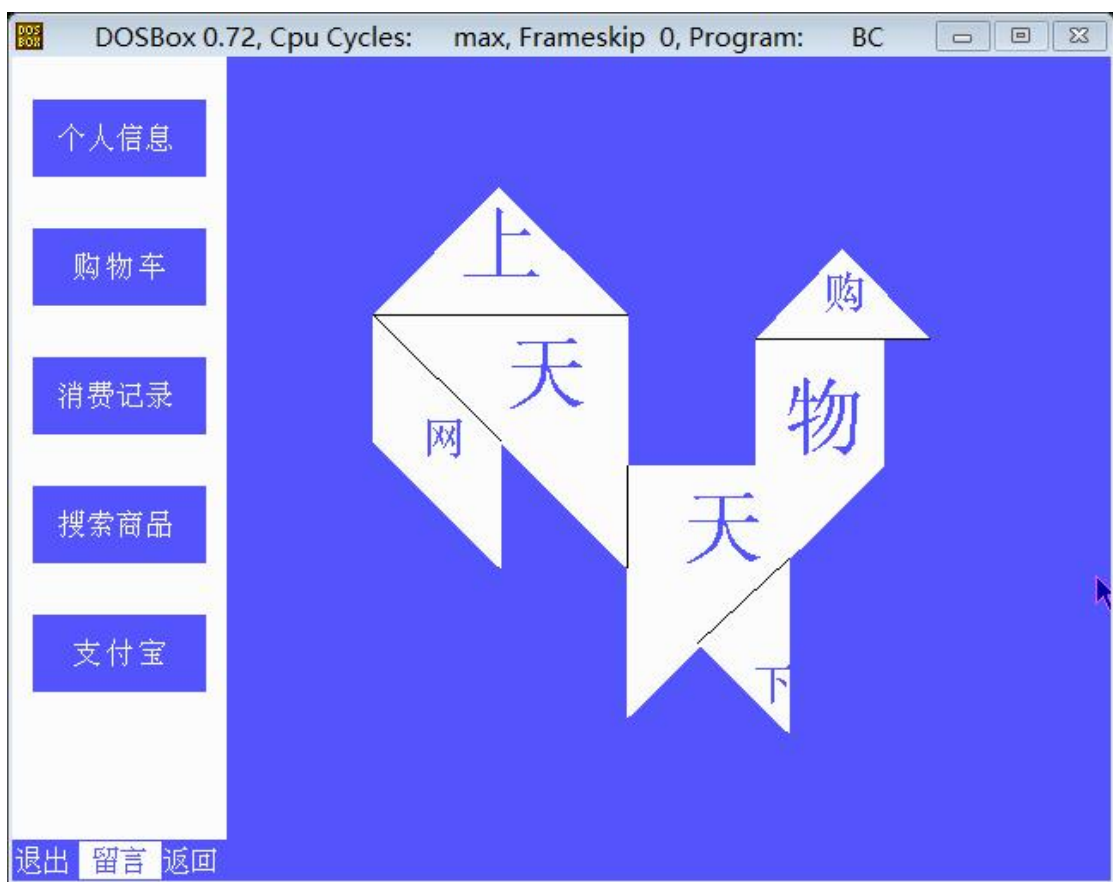 DOSBox 0.72, Cpu Cycles: max, Frameskip 0, Program: BC
个人信息
购物车
消费记录
搜索商品
支付宝
退出 留言 返回
上
天
网
购
物
天
下